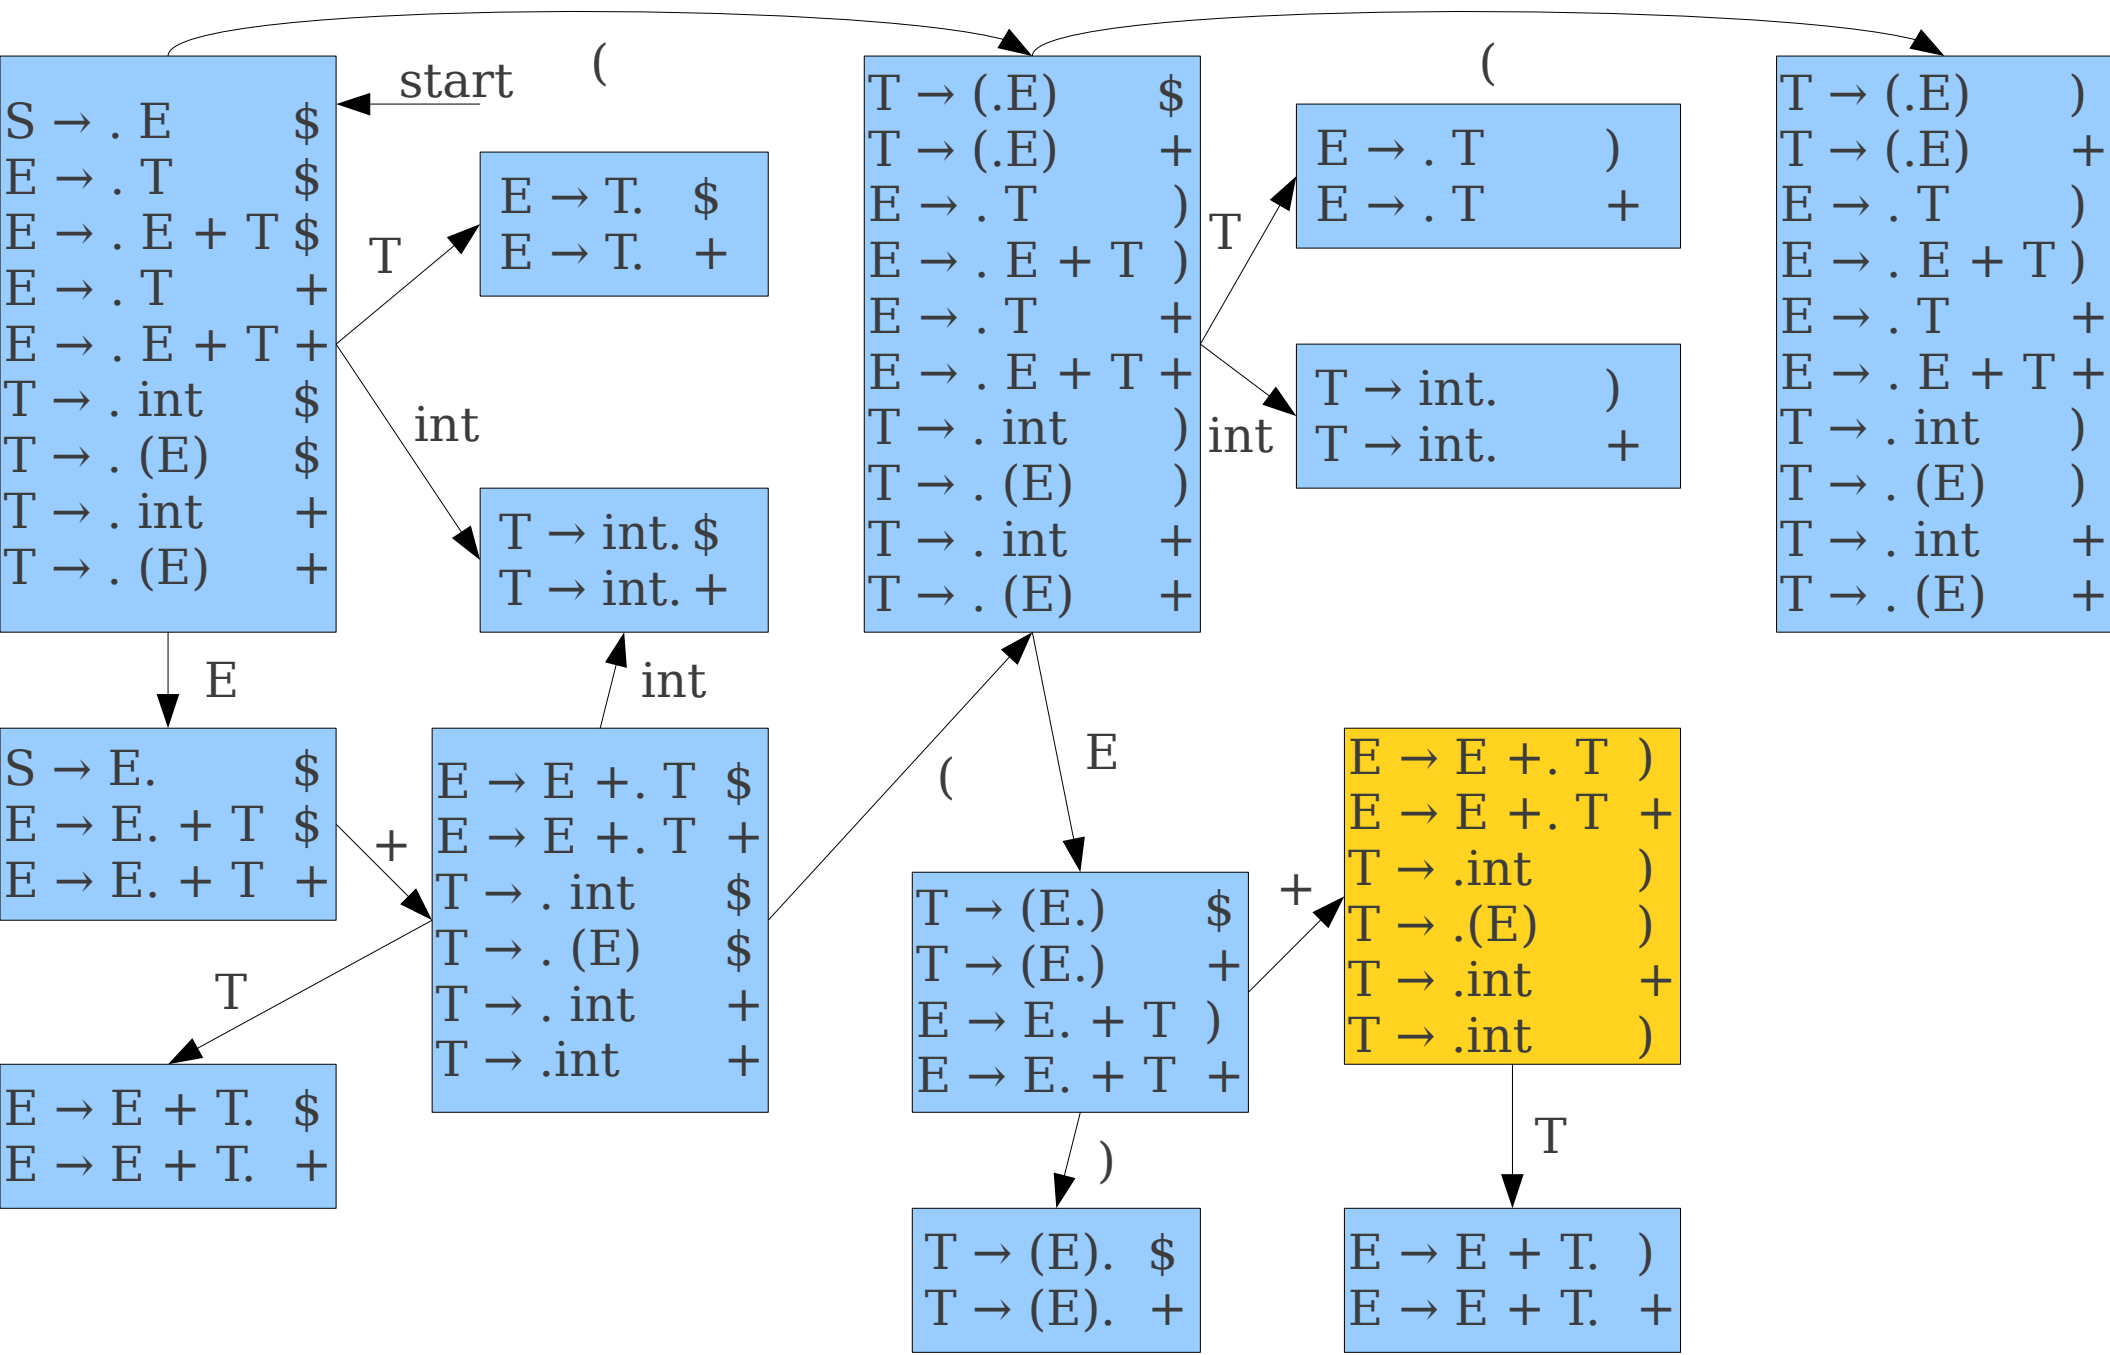 (
(
start
S → . E $
E → . T $
E → . E + T $
E → . T +
E → . E + T +
T → . int $
T → . (E) $
T → . int +
T → . (E) +
T
E → T. $
E → T. +
int
T → int. $
T → int. +
T → (.E) $
T → (.E) +
E → . T )
E → . E + T )
E → . T +
E → . E + T +
T → . int )
T → . (E) )
T → . int +
T → . (E) +
T
E → . T )
E → . T +
int
T → int. )
T → int. +
T → (.E) )
T → (.E) +
E → . T )
E → . E + T )
E → . T +
E → . E + T +
T → . int )
T → . (E) )
T → . int +
T → . (E) +
E
int
S → E. $
E → E. + T $
E → E. + T +
+
E → E +. T $
E → E +. T +
T → . int $
T → . (E) $
T → . int +
T → .int +
(
E
T
E → E + T. $
E → E + T. +
T → (E.) $
T → (E.) +
E → E. + T )
E → E. + T +
+
E → E +. T )
E → E +. T +
T → .int )
T → .(E) )
T → .int +
T → .int )
)
T
T → (E). $
T → (E). +
E → E + T. )
E → E + T. +